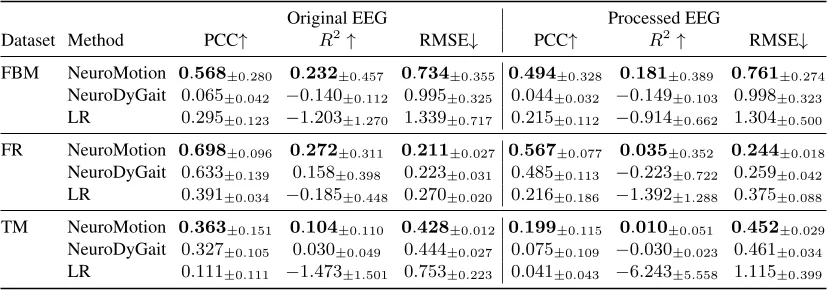 Original EEG Processed EEG
Dataset Method PCC↑ R² ↑ RMSE↓ PCC↑ R² ↑ RMSE↓
FBM NeuroMotion 0.568±0.280 0.232±0.457 0.734±0.355 0.494±0.328 0.181±0.389 0.761±0.274
NeuroDyGait 0.065±0.042 −0.140±0.112 0.995±0.325 0.044±0.032 −0.149±0.103 0.998±0.323
LR 0.295±0.123 −1.203±1.270 1.339±0.717 0.215±0.112 −0.914±0.662 1.304±0.500
FR NeuroMotion 0.698±0.096 0.272±0.311 0.211±0.027 0.567±0.077 0.035±0.352 0.244±0.018
NeuroDyGait 0.633±0.139 0.158±0.398 0.223±0.031 0.485±0.113 −0.223±0.722 0.259±0.042
LR 0.391±0.034 −0.185±0.448 0.270±0.020 0.216±0.186 −1.392±1.288 0.375±0.088
TM NeuroMotion 0.363±0.151 0.104±0.110 0.428±0.012 0.199±0.115 0.010±0.051 0.452±0.029
NeuroDyGait 0.327±0.105 0.030±0.049 0.444±0.027 0.075±0.109 −0.030±0.023 0.461±0.034
LR 0.111±0.111 −1.473±1.501 0.753±0.223 0.041±0.043 −6.243±5.558 1.115±0.399